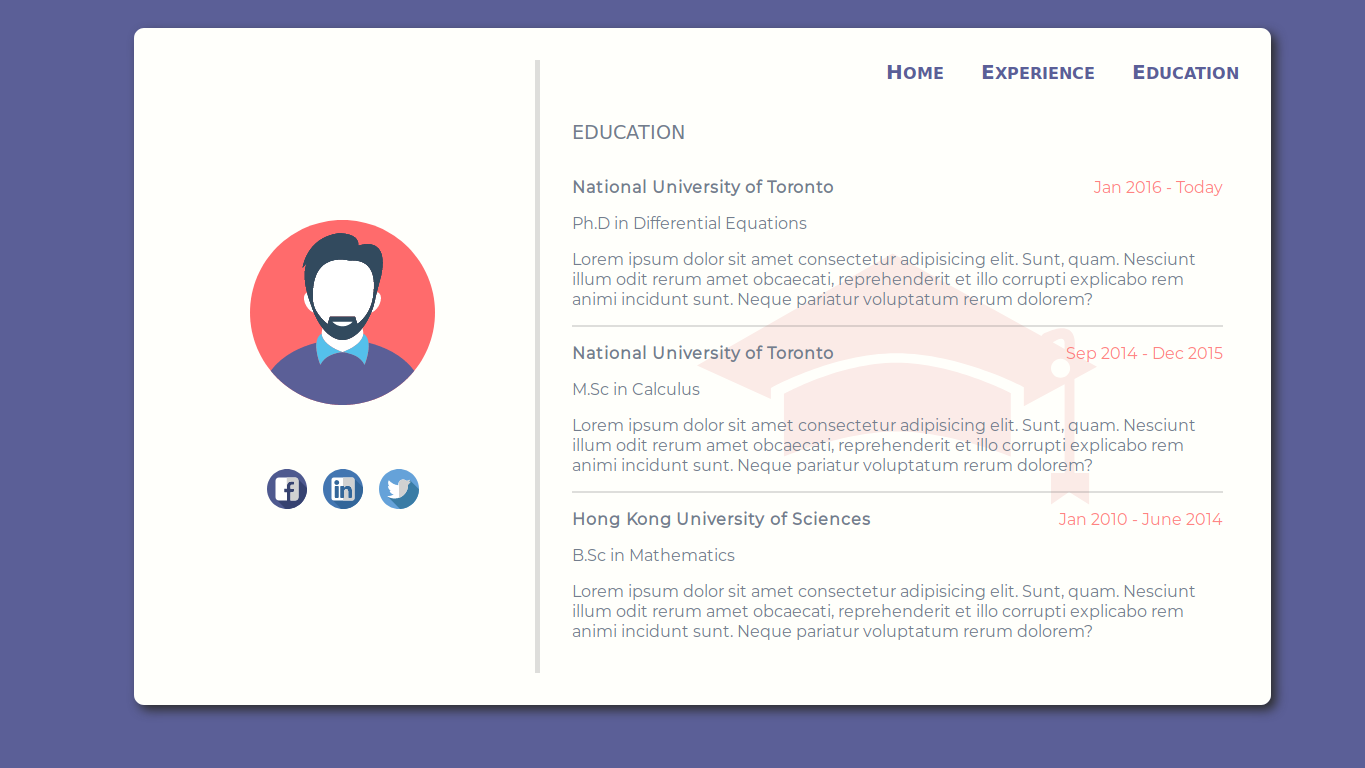 HOME EXPERIENCE EDUCATION
EDUCATION
National University of Toronto Jan 2016 - Today
Ph.D in Differential Equations
Lorem ipsum dolor sit amet consectetur adipisicing elit. Sunt, quam. Nesciunt
illum odit rerum amet obcaecati, reprehenderit et illo corrupti explicabo rem
animi incidunt sunt. Neque pariatur voluptatum rerum dolorem?
National University of Toronto Sep 2014 - Dec 2015
M.Sc in Calculus
Lorem ipsum dolor sit amet consectetur adipisicing elit. Sunt, quam. Nesciunt
illum odit rerum amet obcaecati, reprehenderit et illo corrupti explicabo rem
animi incidunt sunt. Neque pariatur voluptatum rerum dolorem?
Hong Kong University of Sciences Jan 2010 - June 2014
B.Sc in Mathematics
Lorem ipsum dolor sit amet consectetur adipisicing elit. Sunt, quam. Nesciunt
illum odit rerum amet obcaecati, reprehenderit et illo corrupti explicabo rem
animi incidunt sunt. Neque pariatur voluptatum rerum dolorem?
f in